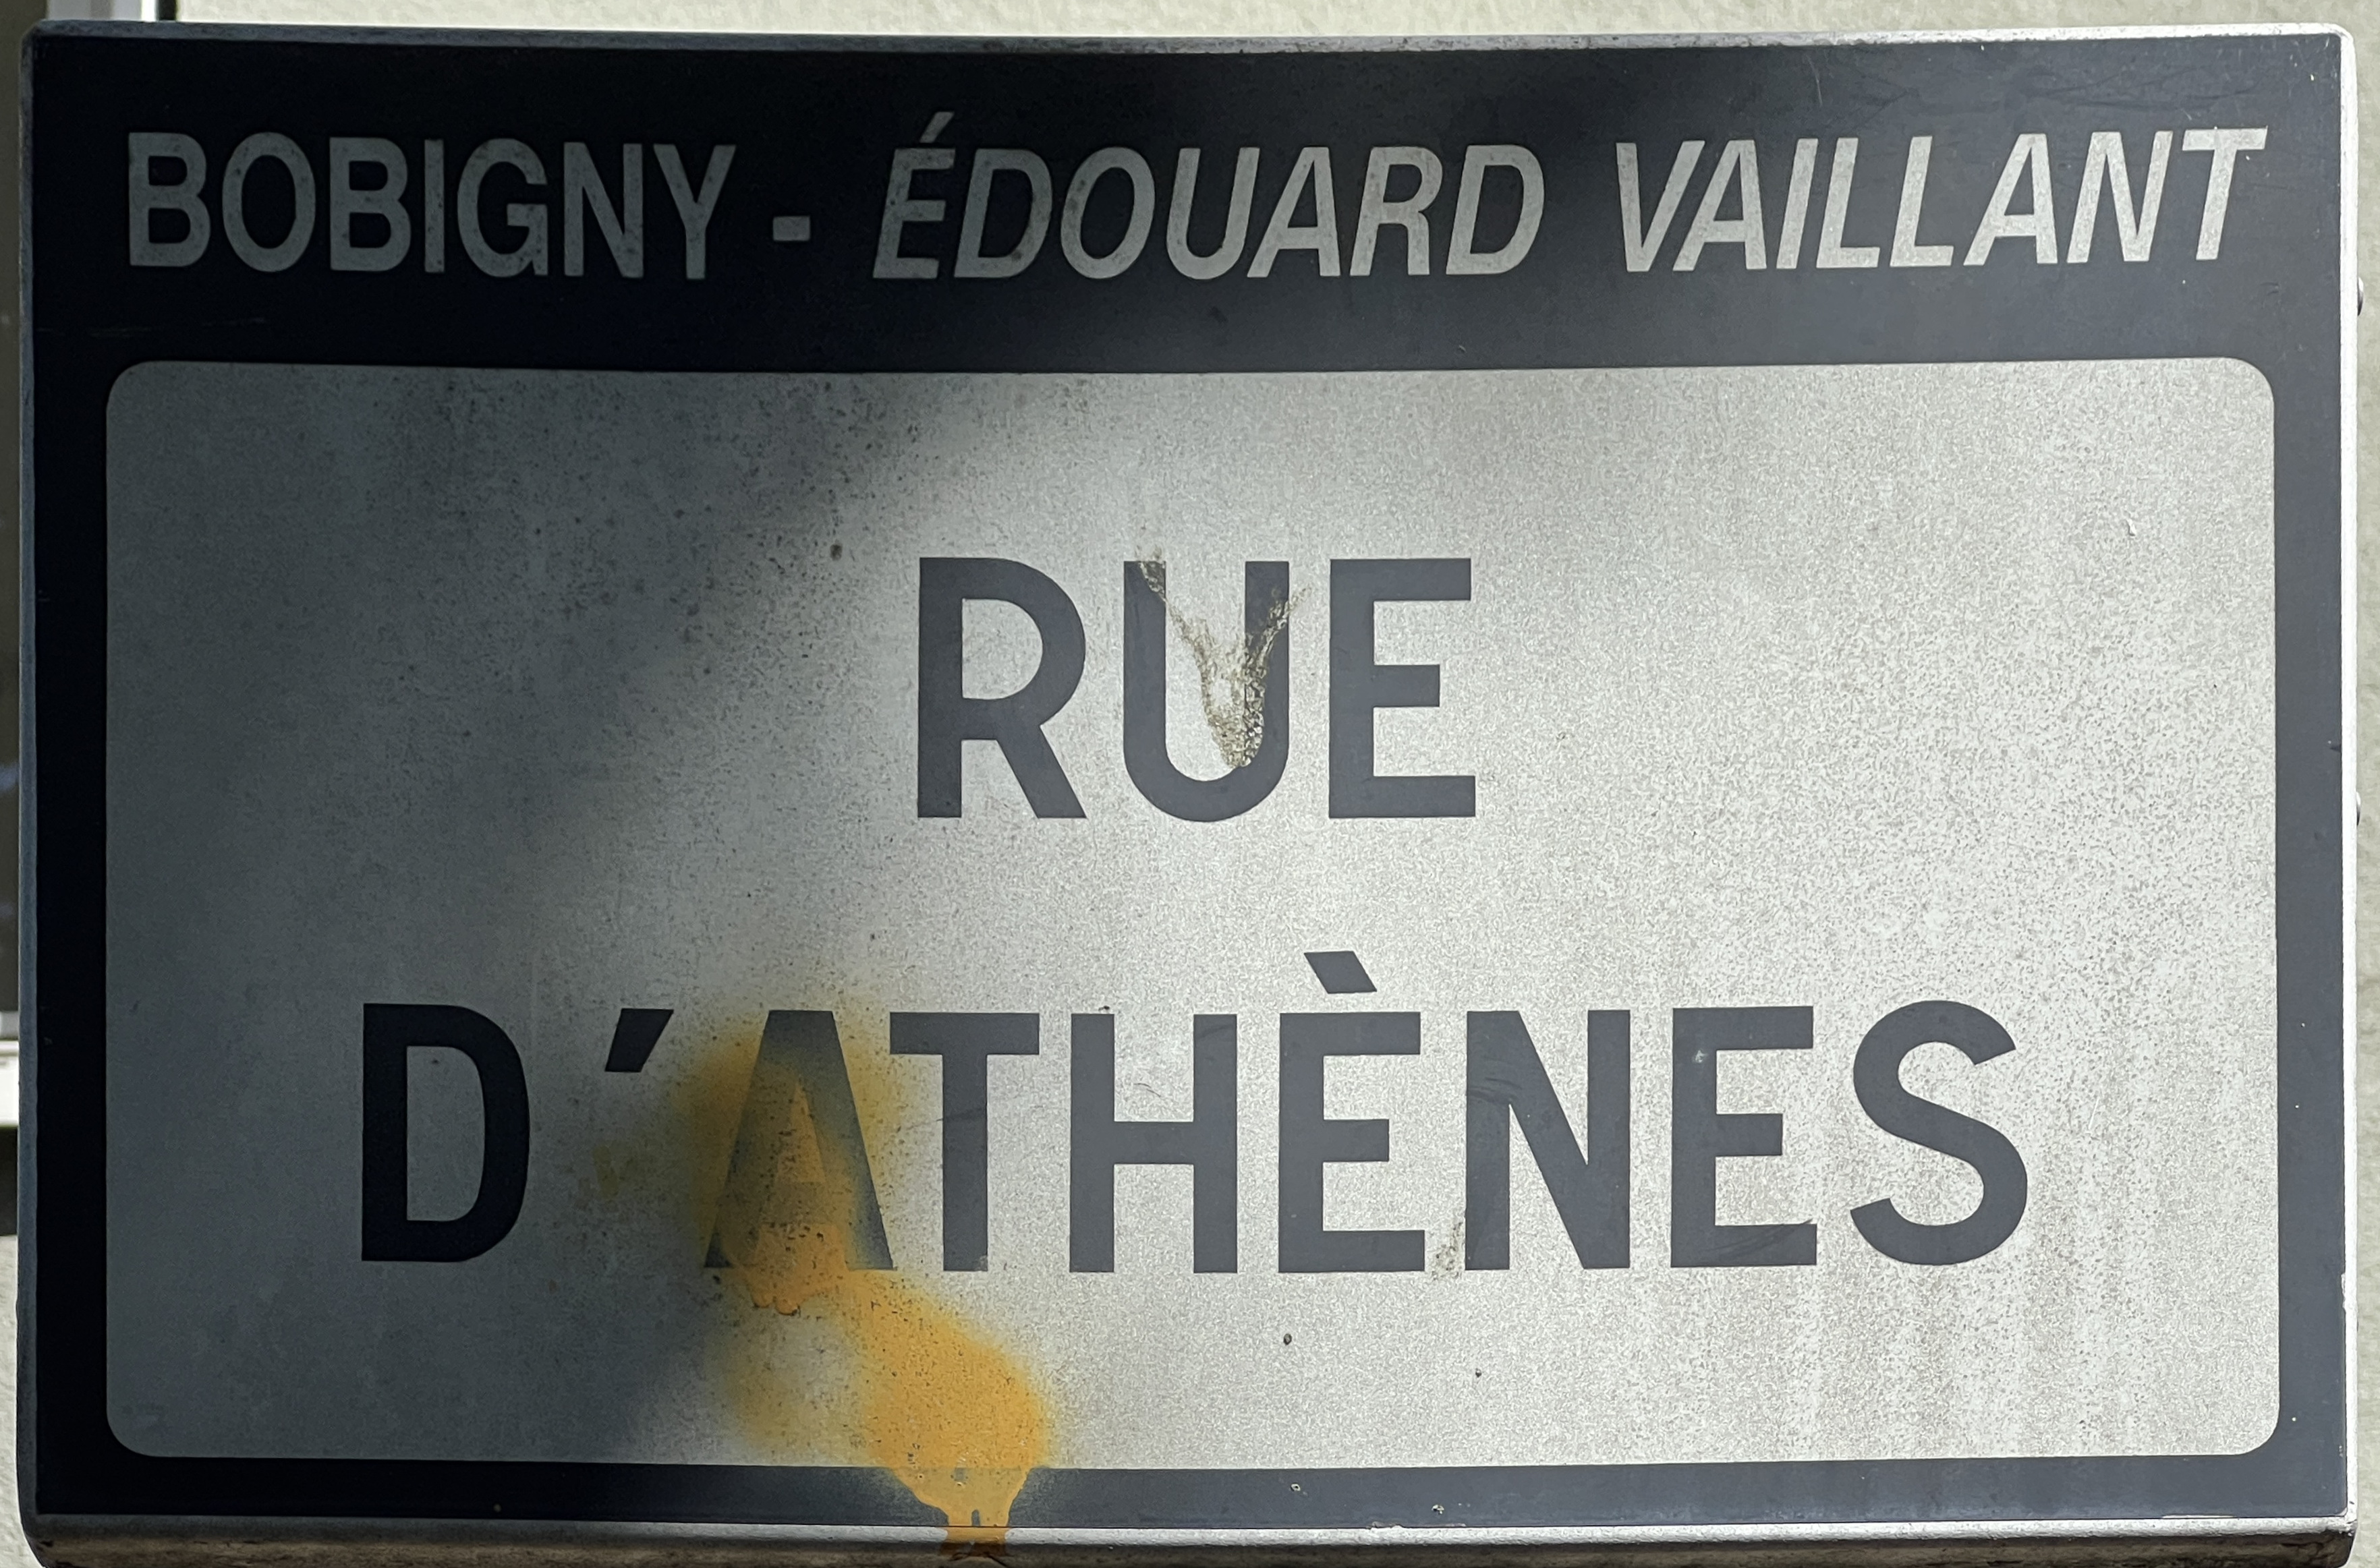 BOBIGNY - ÉDOUARD VAILLANT
RUE
D'ATHÈNES